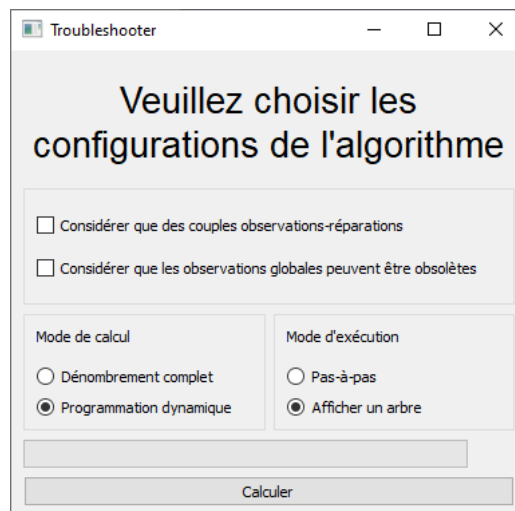 Troubleshooter
Veuillez choisir les
configurations de l'algorithme
Considérer que des couples observations-réparations
Considérer que les observations globales peuvent être obsolètes
Mode de calcul
Dénombrement complet
Programmation dynamique
Mode d'exécution
Pas-à-pas
Afficher un arbre
Calculer